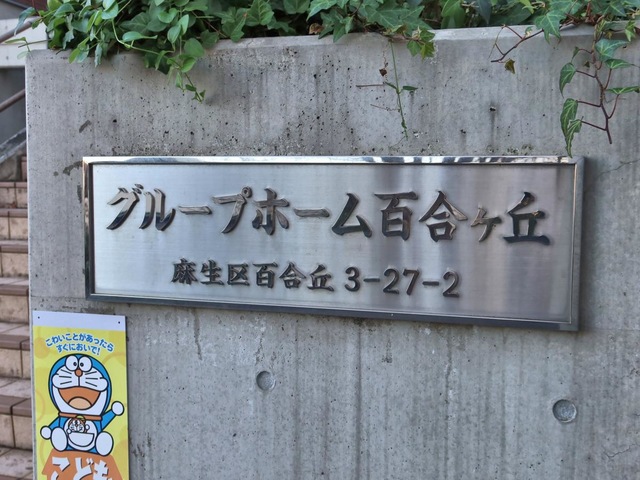 グループホーム百合ヶ丘
麻生区百合丘 3-27-2
こわいことがあったら
すぐにおいで!
こども